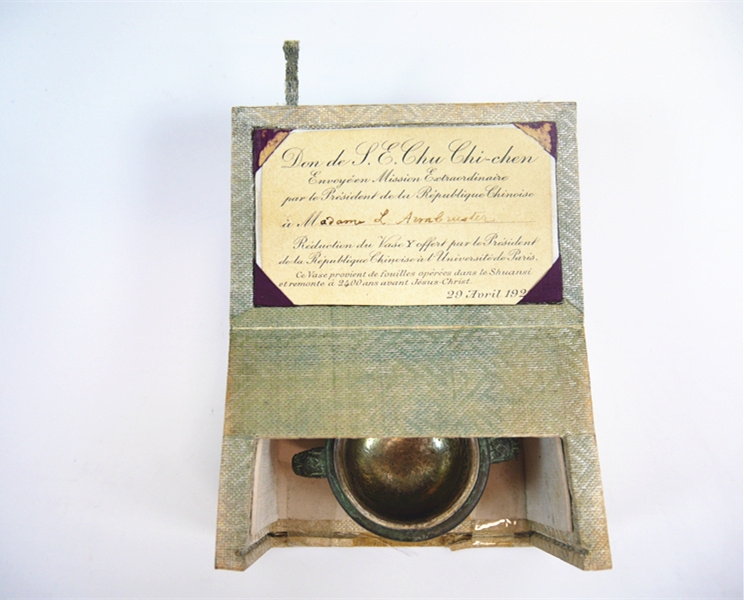 Don de S. E. Chu Chi-chen
Envoyé en Mission Extraordinaire
par le Président de la République Chinoise
à Madame L Armbruster
Réduction du Vase Y offert par le Président
de la République Chinoise à l'Université de Paris.
Ce Vase provient de fouilles opérées dans le Shuansi
et remonte à 2400 ans avant Jésus-Christ.
29 Avril 192